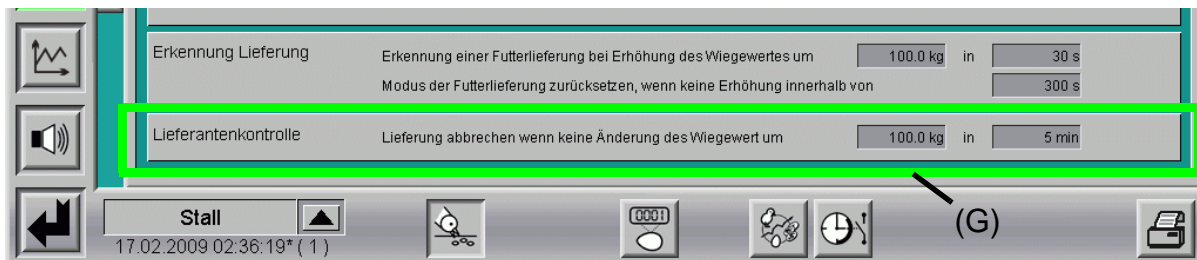 Erkennung Lieferung Erkennung einer Futterlieferung bei Erhöhung des Wiegewertes um 100.0 kg in 30 s
Modus der Futterlieferung zurücksetzen, wenn keine Erhöhung innerhalb von 300 s
Lieferantenkontrolle Lieferung abbrechen wenn keine Änderung des Wiegewert um 100.0 kg in 5 min
(G)
Stall
0001
17.02.2009 02:36:19* ( 1 )